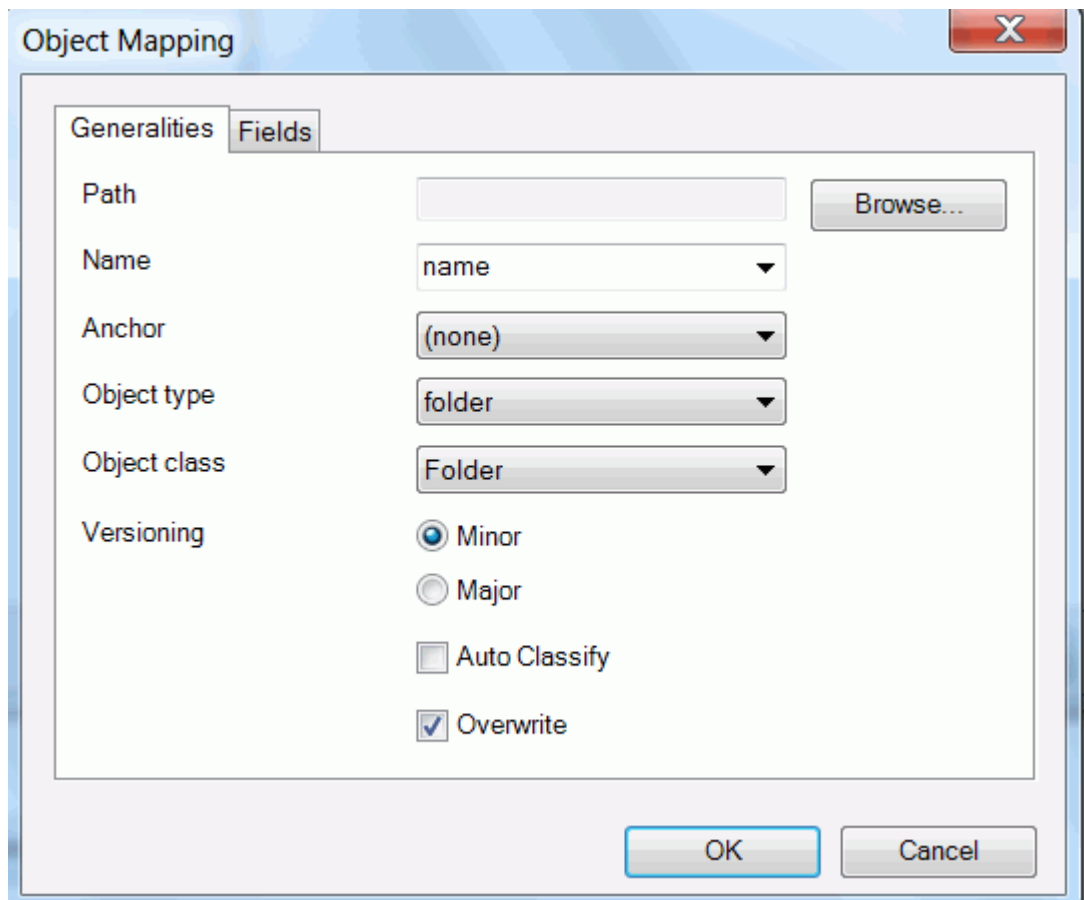 Object Mapping
Generalities Fields
Path Browse...
Name name
Anchor (none)
Object type folder
Object class Folder
Versioning Minor
Major
Auto Classify
Overwrite
OK Cancel